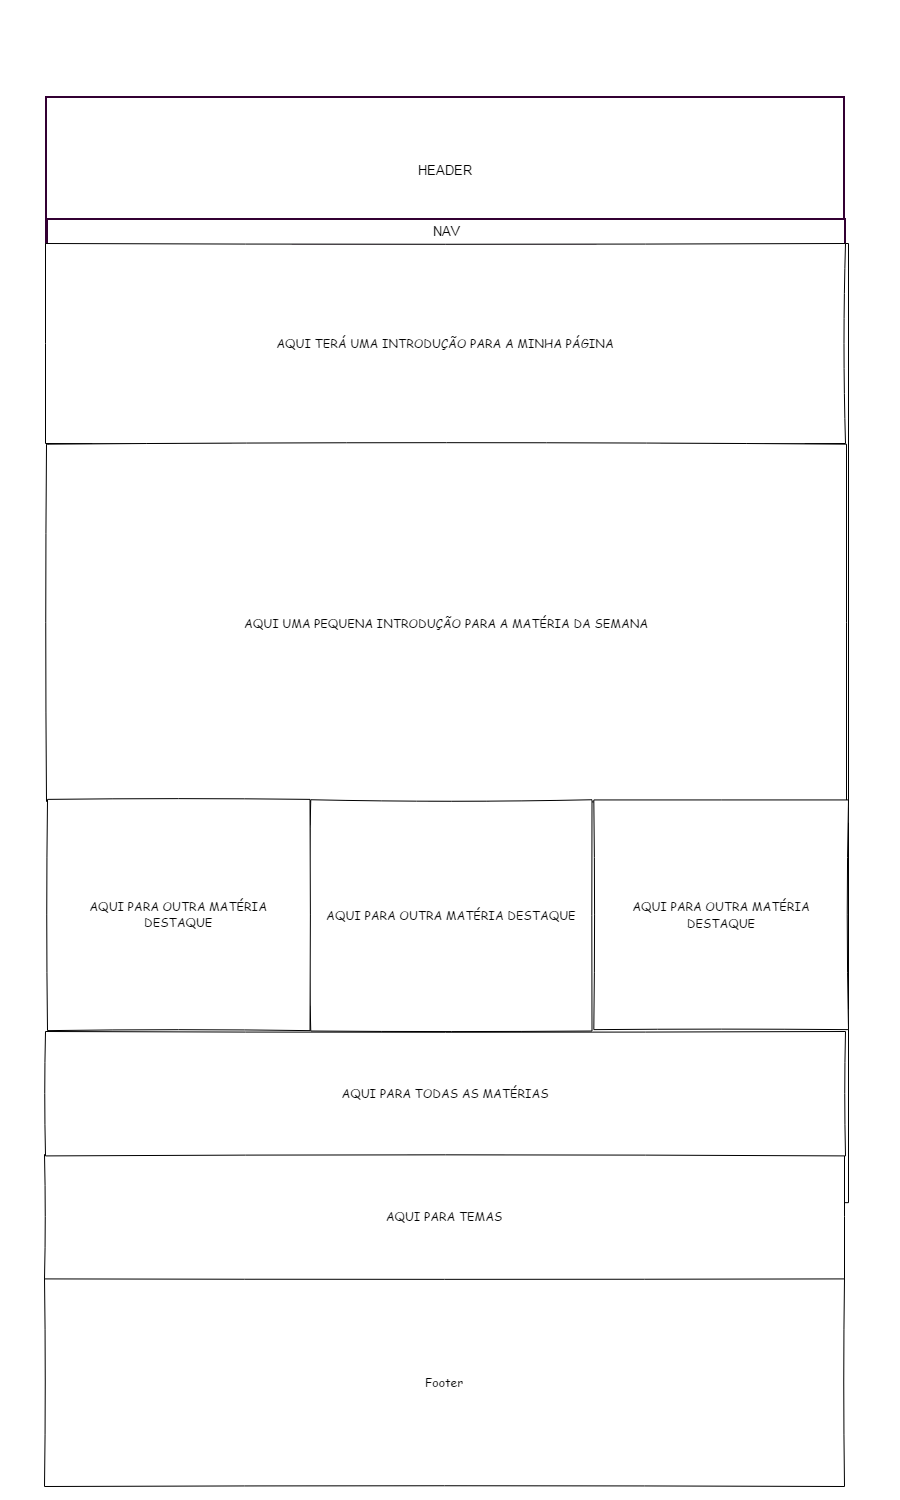 HEADER
NAV
AQUI TERÁ UMA INTRODUÇÃO PARA A MINHA PÁGINA
AQUI UMA PEQUENA INTRODUÇÃO PARA A MATÉRIA DA SEMANA
AQUI PARA OUTRA MATÉRIA
DESTAQUE
AQUI PARA OUTRA MATÉRIA DESTAQUE
AQUI PARA OUTRA MATÉRIA
DESTAQUE
AQUI PARA TODAS AS MATÉRIAS
AQUI PARA TEMAS
Footer